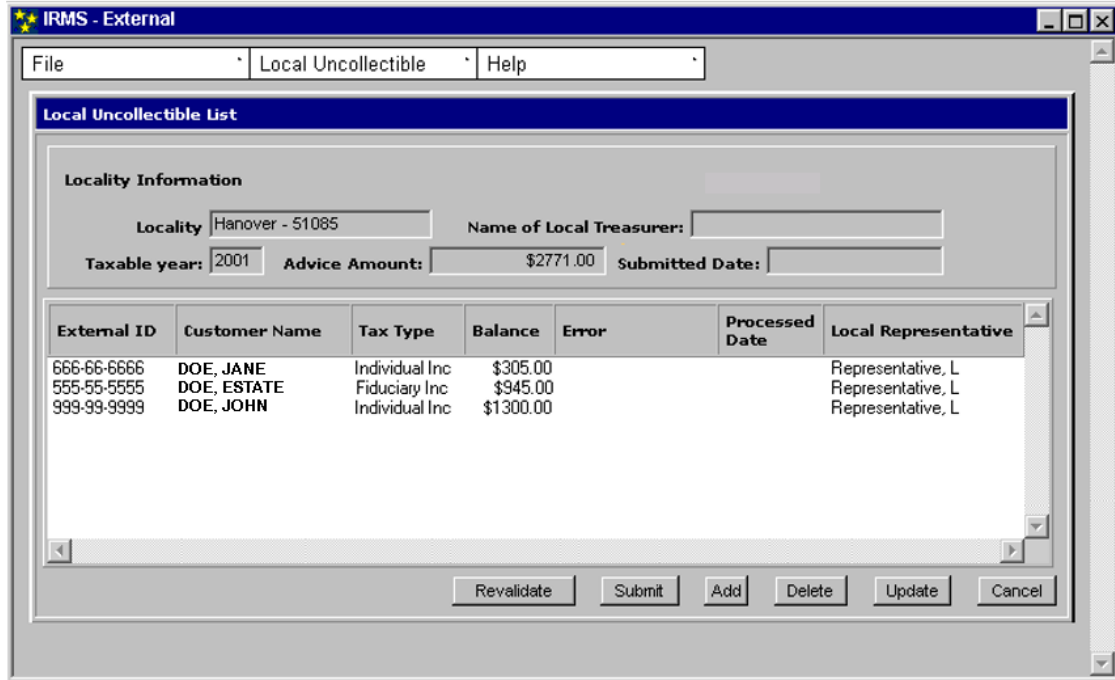 IRMS - External
File Local Uncollectible Help
Local Uncollectible List
Locality Information
Locality Hanover - 51085 Name of Local Treasurer:
Taxable year: 2001 Advice Amount: $2771.00 Submitted Date:
External ID Customer Name Tax Type Balance Error Processed Date Local Representative
666-66-6666 DOE, JANE Individual Inc $305.00 Representative, L
555-55-5555 DOE, ESTATE Fiduciary Inc $945.00 Representative, L
999-99-9999 DOE, JOHN Individual Inc $1300.00 Representative, L
Revalidate Submit Add Delete Update Cancel